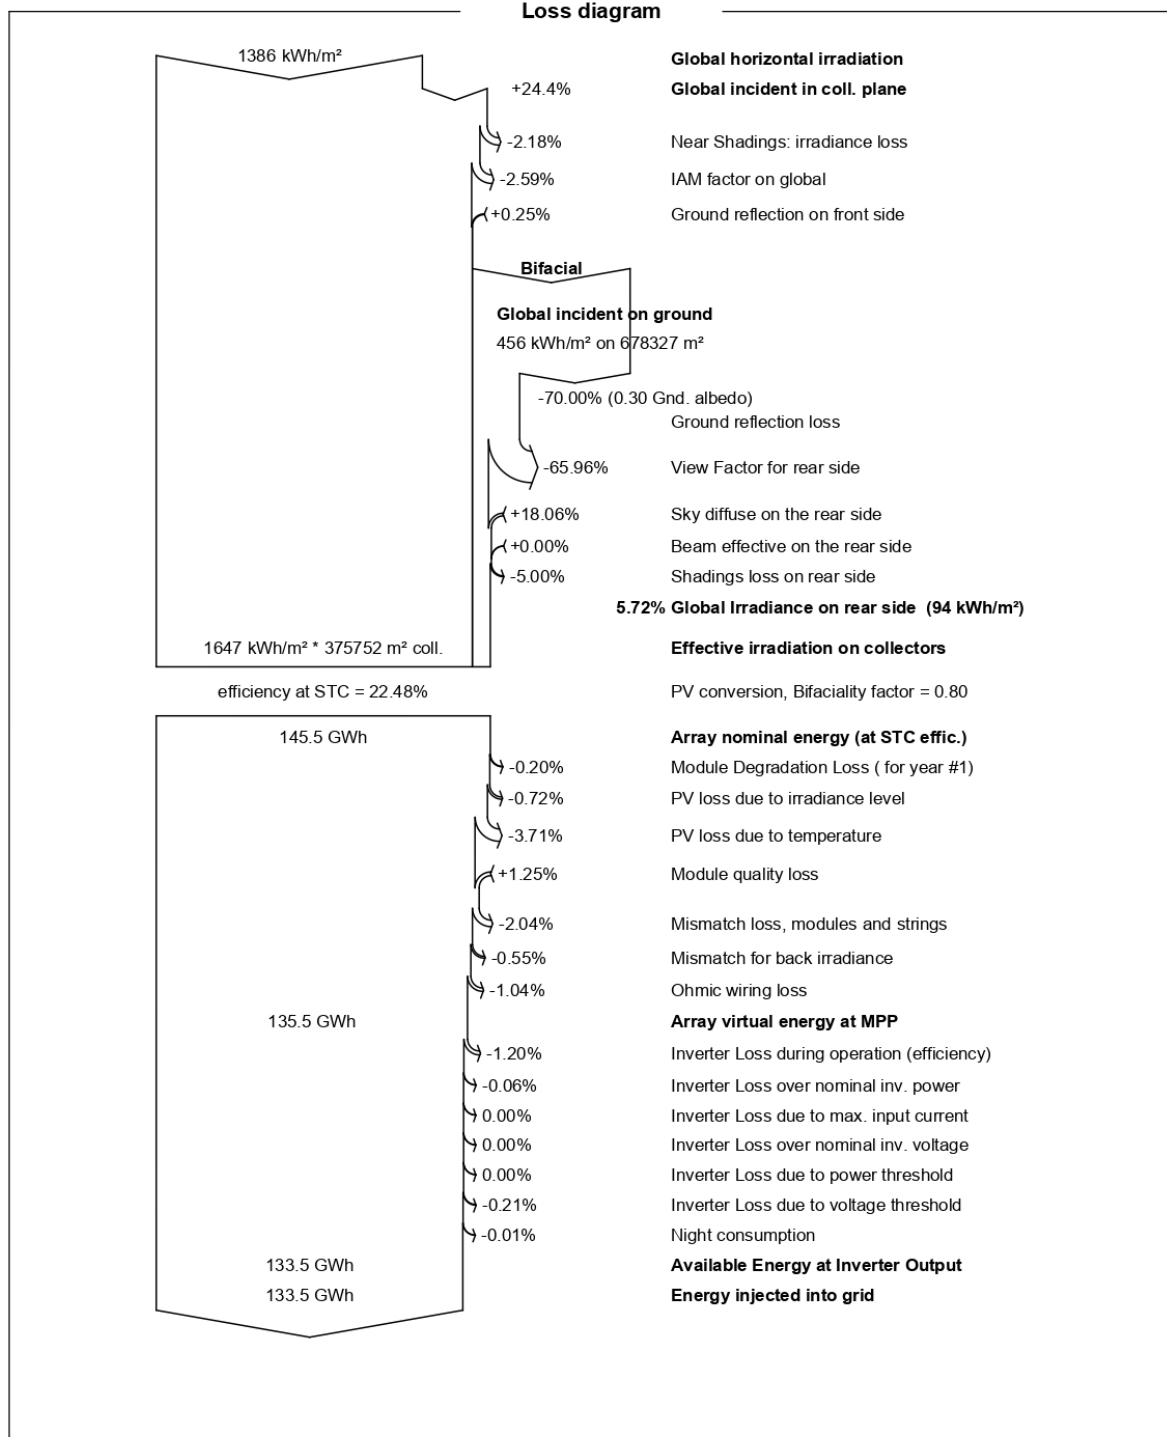 Loss diagram
1386 kWh/m² Global horizontal irradiation
+24.4% Global incident in coll. plane
-2.18% Near Shadings: irradiance loss
-2.59% IAM factor on global
+0.25% Ground reflection on front side
Bifacial
Global incident on ground
456 kWh/m² on 678327 m²
-70.00% (0.30 Gnd. albedo)
Ground reflection loss
-65.96% View Factor for rear side
+18.06% Sky diffuse on the rear side
+0.00% Beam effective on the rear side
-5.00% Shadings loss on rear side
5.72% Global Irradiance on rear side (94 kWh/m²)
1647 kWh/m² * 375752 m² coll. Effective irradiation on collectors
efficiency at STC = 22.48% PV conversion, Bifaciality factor = 0.80
145.5 GWh Array nominal energy (at STC effic.)
-0.20% Module Degradation Loss ( for year #1)
-0.72% PV loss due to irradiance level
-3.71% PV loss due to temperature
+1.25% Module quality loss
-2.04% Mismatch loss, modules and strings
-0.55% Mismatch for back irradiance
-1.04% Ohmic wiring loss
135.5 GWh Array virtual energy at MPP
-1.20% Inverter Loss during operation (efficiency)
-0.06% Inverter Loss over nominal inv. power
0.00% Inverter Loss due to max. input current
0.00% Inverter Loss over nominal inv. voltage
0.00% Inverter Loss due to power threshold
-0.21% Inverter Loss due to voltage threshold
-0.01% Night consumption
133.5 GWh Available Energy at Inverter Output
133.5 GWh Energy injected into grid